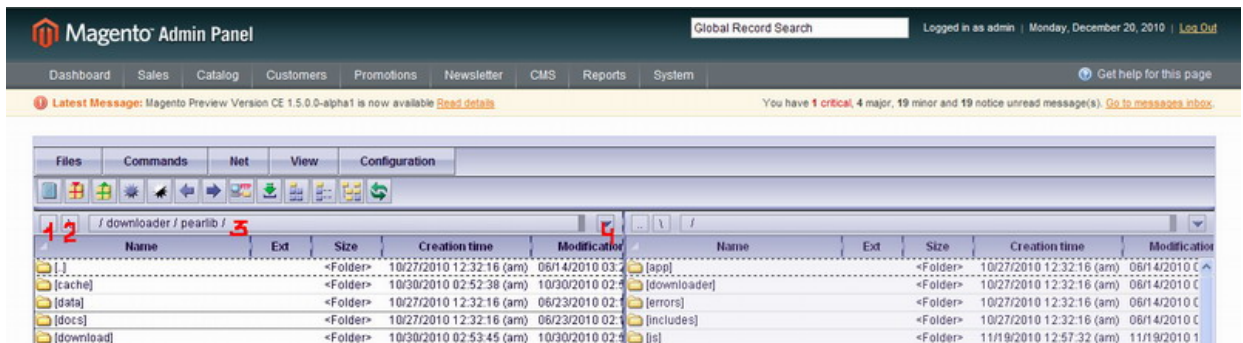 Magento Admin Panel
Global Record Search
Logged in as admin | Monday, December 20, 2010 | Log Out
Dashboard Sales Catalog Customers Promotions Newsletter CMS Reports System Get help for this page
Latest Message: Magento Preview Version CE 1.5.0.0-alpha1 is now available Read details You have 1 critical, 4 major, 19 minor and 19 notice unread message(s). Go to messages inbox.
Files Commands Net View Configuration
1 2 / downloader / pearlib / 3 4 .. \ /
Name Ext Size Creation time Modification Name Ext Size Creation time Modification
[..] <Folder> 10/27/2010 12:32:16 (am) 06/14/2010 [app] <Folder> 10/27/2010 12:32:16 (am) 06/14/2010
[cache] <Folder> 10/30/2010 02:52:38 (am) 10/30/2010 [downloader] <Folder> 10/27/2010 12:32:16 (am) 06/14/2010
[data] <Folder> 10/27/2010 12:32:16 (am) 06/23/2010 [errors] <Folder> 10/27/2010 12:32:16 (am) 06/14/2010
[docs] <Folder> 10/27/2010 12:32:16 (am) 06/23/2010 [includes] <Folder> 10/27/2010 12:32:16 (am) 06/14/2010
[download] <Folder> 10/30/2010 02:53:45 (am) 10/30/2010 [js] <Folder> 11/19/2010 12:57:32 (am) 11/19/2010